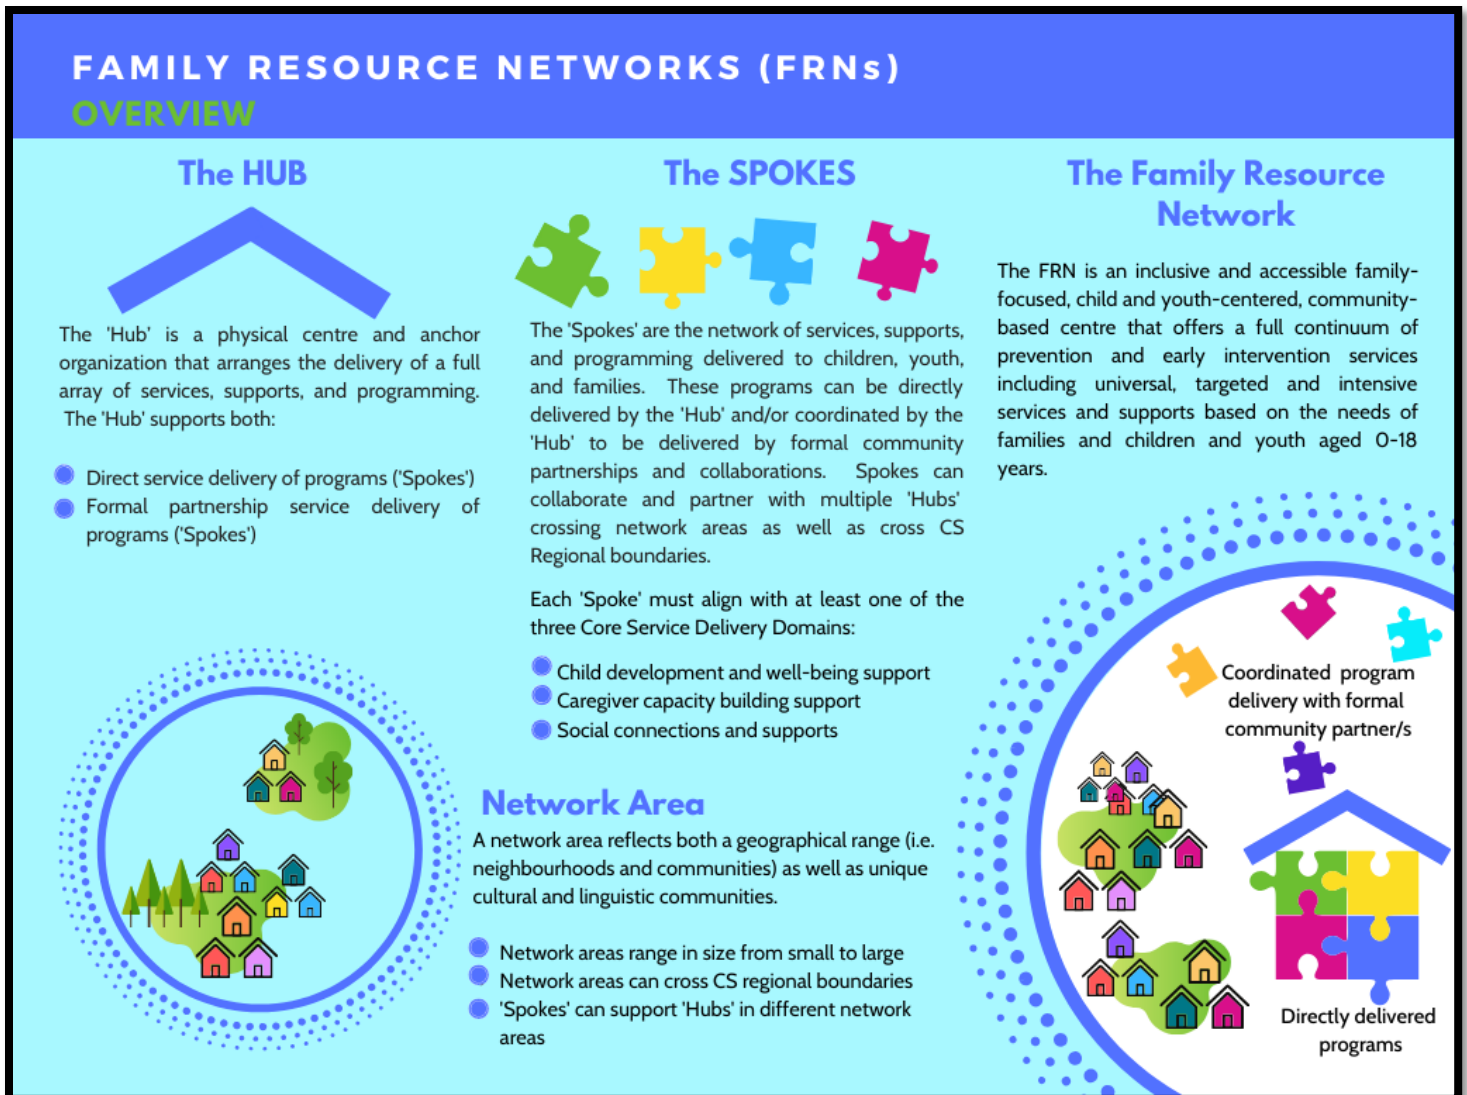 FAMILY RESOURCE NETWORKS (FRNs)
OVERVIEW
The HUB
The 'Hub' is a physical centre and anchor
organization that arranges the delivery of a full
array of services, supports, and programming.
The 'Hub' supports both:
Direct service delivery of programs ('Spokes')
Formal partnership service delivery of
programs ('Spokes')
The SPOKES
The 'Spokes' are the network of services, supports,
and programming delivered to children, youth,
and families. These programs can be directly
delivered by the 'Hub' and/or coordinated by the
'Hub' to be delivered by formal community
partnerships and collaborations. Spokes can
collaborate and partner with multiple 'Hubs'
crossing network areas as well as cross CS
Regional boundaries.
Each 'Spoke' must align with at least one of the
three Core Service Delivery Domains:
Child development and well-being support
Caregiver capacity building support
Social connections and supports
Network Area
A network area reflects both a geographical range (i.e.
neighbourhoods and communities) as well as unique
cultural and linguistic communities.
Network areas range in size from small to large
Network areas can cross CS regional boundaries
'Spokes' can support 'Hubs' in different network
areas
The Family Resource
Network
The FRN is an inclusive and accessible family-
focused, child and youth-centered, community-
based centre that offers a full continuum of
prevention and early intervention services
including universal, targeted and intensive
services and supports based on the needs of
families and children and youth aged 0-18
years.
Coordinated program
delivery with formal
community partner/s
Directly delivered
programs